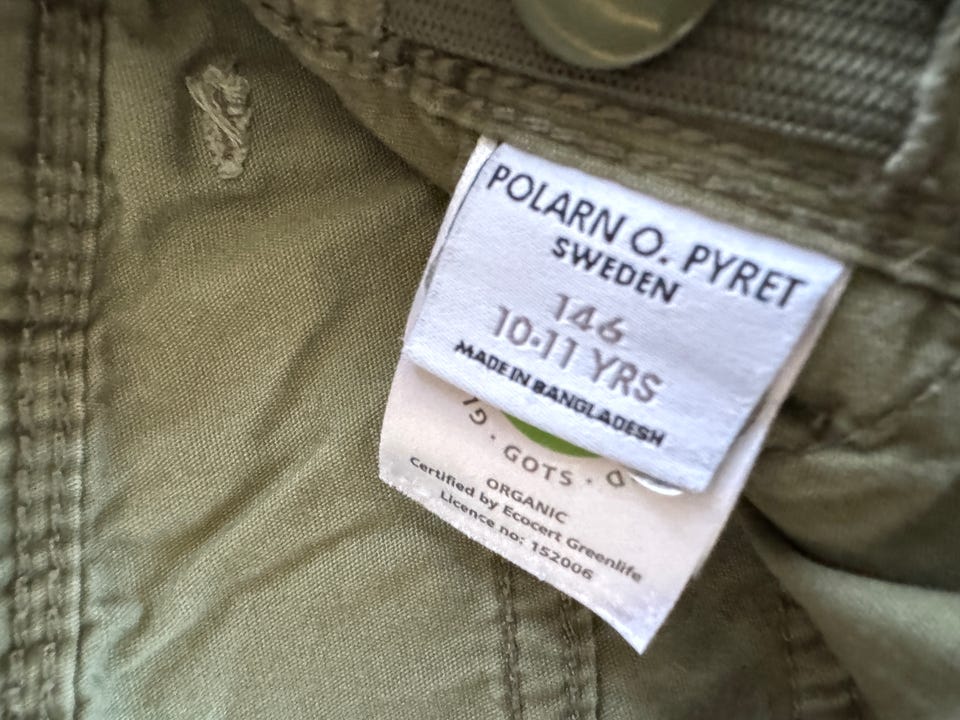 POLARN O. PYRET
SWEDEN
146
10-11 YRS
MADE IN BANGLADESH
GOTS
ORGANIC
Certified by Ecocert Greenlife
Licence no: 152006